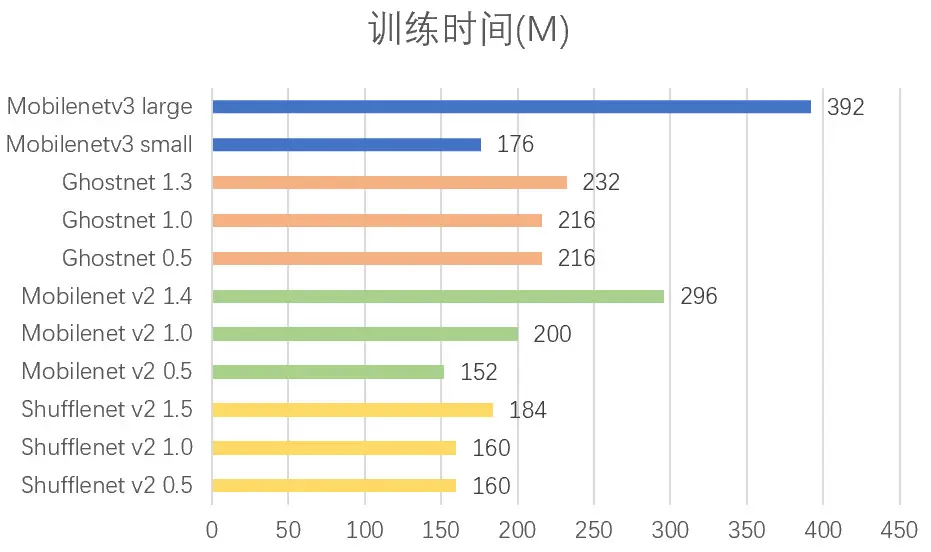 训练时间(M)
Mobilenetv3 large 392
Mobilenetv3 small 176
Ghostnet 1.3 232
Ghostnet 1.0 216
Ghostnet 0.5 216
Mobilenet v2 1.4 296
Mobilenet v2 1.0 200
Mobilenet v2 0.5 152
Shufflenet v2 1.5 184
Shufflenet v2 1.0 160
Shufflenet v2 0.5 160
0 50 100 150 200 250 300 350 400 450